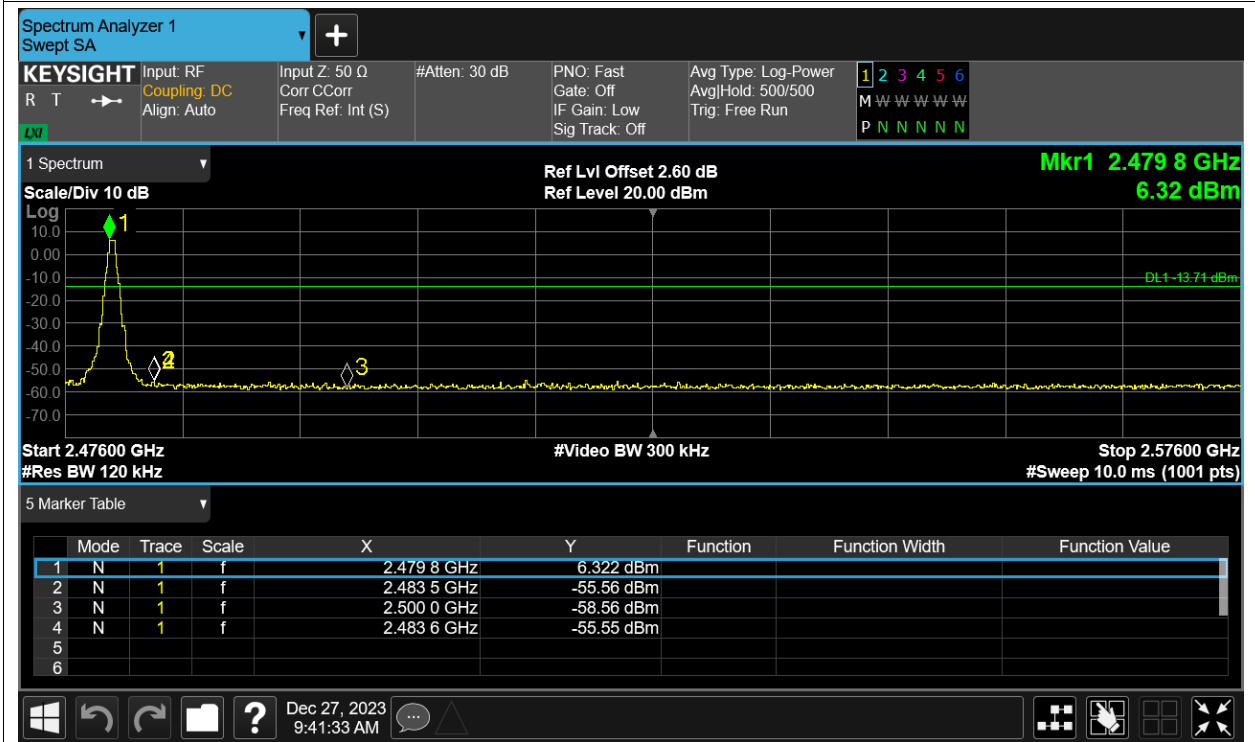 Spectrum Analyzer 1
Swept SA
+
KEYSIGHT Input: RF Input Z: 50 Ω #Atten: 30 dB PNO: Fast Avg Type: Log-Power 1 2 3 4 5 6
R T Coupling: DC Corr CCorr Gate: Off Avg|Hold: 500/500 M W W W W W
Align: Auto Freq Ref: Int (S) IF Gain: Low Trig: Free Run
LXI Sig Track: Off P N N N N N
1 Spectrum Ref Lvl Offset 2.60 dB Mkr1 2.479 8 GHz
Scale/Div 10 dB Ref Level 20.00 dBm 6.32 dBm
Log
1
10.0
0.00
-10.0 DL1 -13.71 dBm
-20.0
-30.0
-40.0
2 3
-50.0
-60.0
-70.0
Start 2.47600 GHz #Video BW 300 kHz Stop 2.57600 GHz
#Res BW 120 kHz #Sweep 10.0 ms (1001 pts)
5 Marker Table
Mode Trace Scale X Y Function Function Width Function Value
1 N 1 f 2.479 8 GHz 6.322 dBm
2 N 1 f 2.483 5 GHz -55.56 dBm
3 N 1 f 2.500 0 GHz -58.56 dBm
4 N 1 f 2.483 6 GHz -55.55 dBm
5
6
? Dec 27, 2023
9:41:33 AM